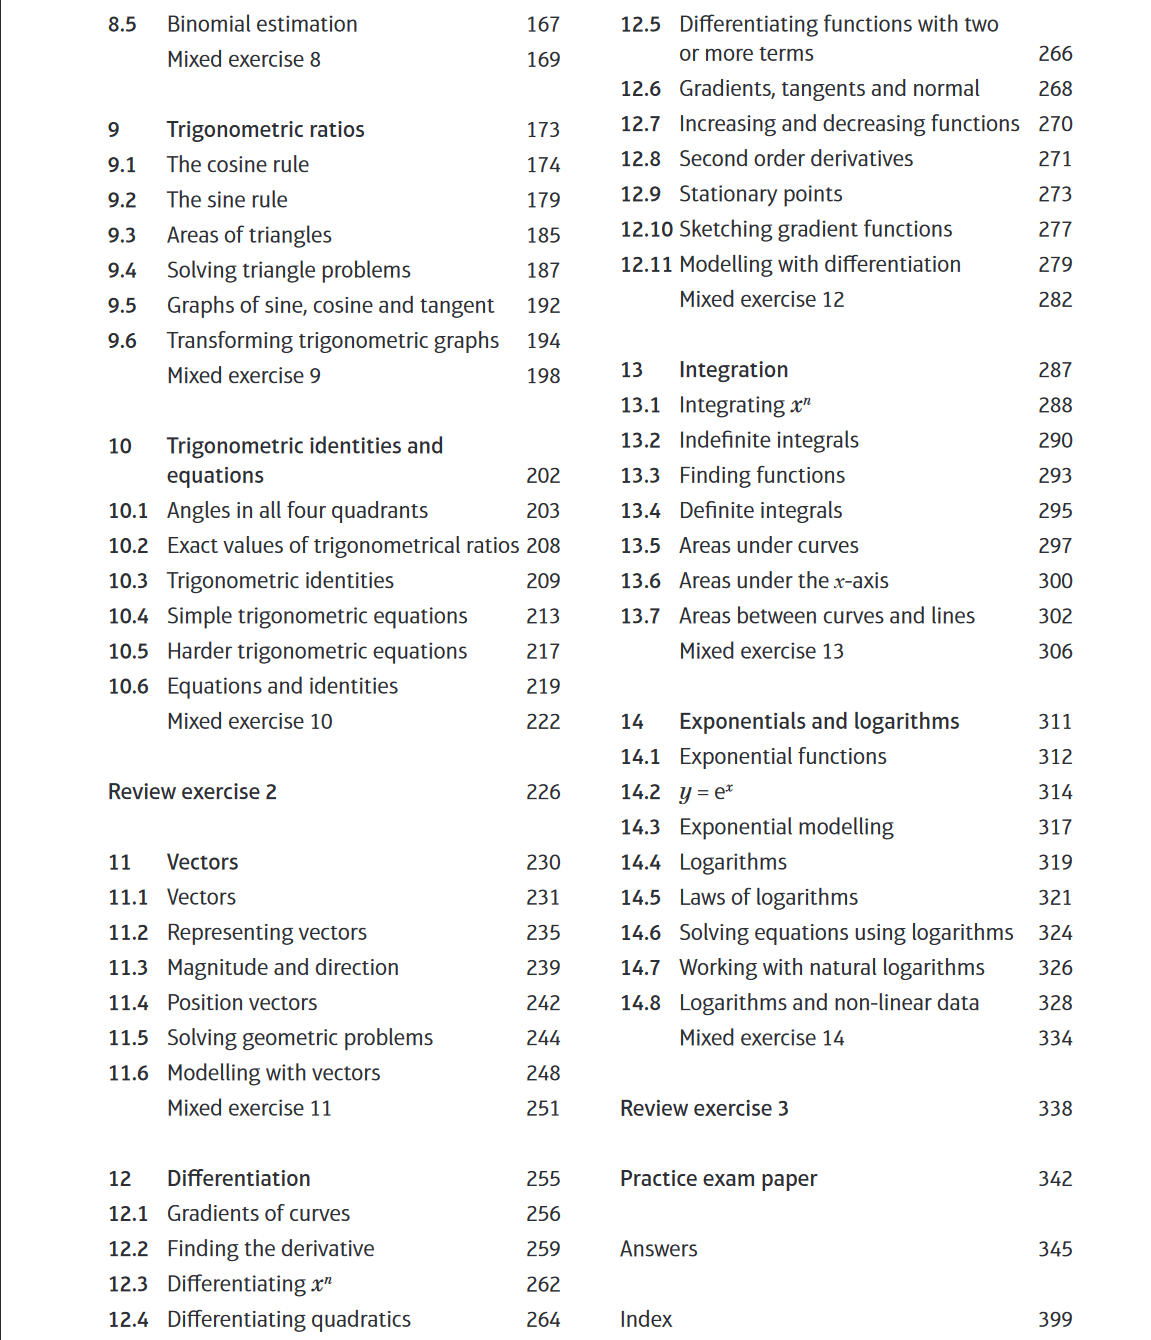 8.5 Binomial estimation 167
Mixed exercise 8 169
9 Trigonometric ratios 173
9.1 The cosine rule 174
9.2 The sine rule 179
9.3 Areas of triangles 185
9.4 Solving triangle problems 187
9.5 Graphs of sine, cosine and tangent 192
9.6 Transforming trigonometric graphs 194
Mixed exercise 9 198
10 Trigonometric identities and
equations 202
10.1 Angles in all four quadrants 203
10.2 Exact values of trigonometrical ratios 208
10.3 Trigonometric identities 209
10.4 Simple trigonometric equations 213
10.5 Harder trigonometric equations 217
10.6 Equations and identities 219
Mixed exercise 10 222
Review exercise 2 226
11 Vectors 230
11.1 Vectors 231
11.2 Representing vectors 235
11.3 Magnitude and direction 239
11.4 Position vectors 242
11.5 Solving geometric problems 244
11.6 Modelling with vectors 248
Mixed exercise 11 251
12 Differentiation 255
12.1 Gradients of curves 256
12.2 Finding the derivative 259
12.3 Differentiating xⁿ 262
12.4 Differentiating quadratics 264
12.5 Differentiating functions with two
or more terms 266
12.6 Gradients, tangents and normal 268
12.7 Increasing and decreasing functions 270
12.8 Second order derivatives 271
12.9 Stationary points 273
12.10 Sketching gradient functions 277
12.11 Modelling with differentiation 279
Mixed exercise 12 282
13 Integration 287
13.1 Integrating xⁿ 288
13.2 Indefinite integrals 290
13.3 Finding functions 293
13.4 Definite integrals 295
13.5 Areas under curves 297
13.6 Areas under the x-axis 300
13.7 Areas between curves and lines 302
Mixed exercise 13 306
14 Exponentials and logarithms 311
14.1 Exponential functions 312
14.2 y = eˣ 314
14.3 Exponential modelling 317
14.4 Logarithms 319
14.5 Laws of logarithms 321
14.6 Solving equations using logarithms 324
14.7 Working with natural logarithms 326
14.8 Logarithms and non-linear data 328
Mixed exercise 14 334
Review exercise 3 338
Practice exam paper 342
Answers 345
Index 399